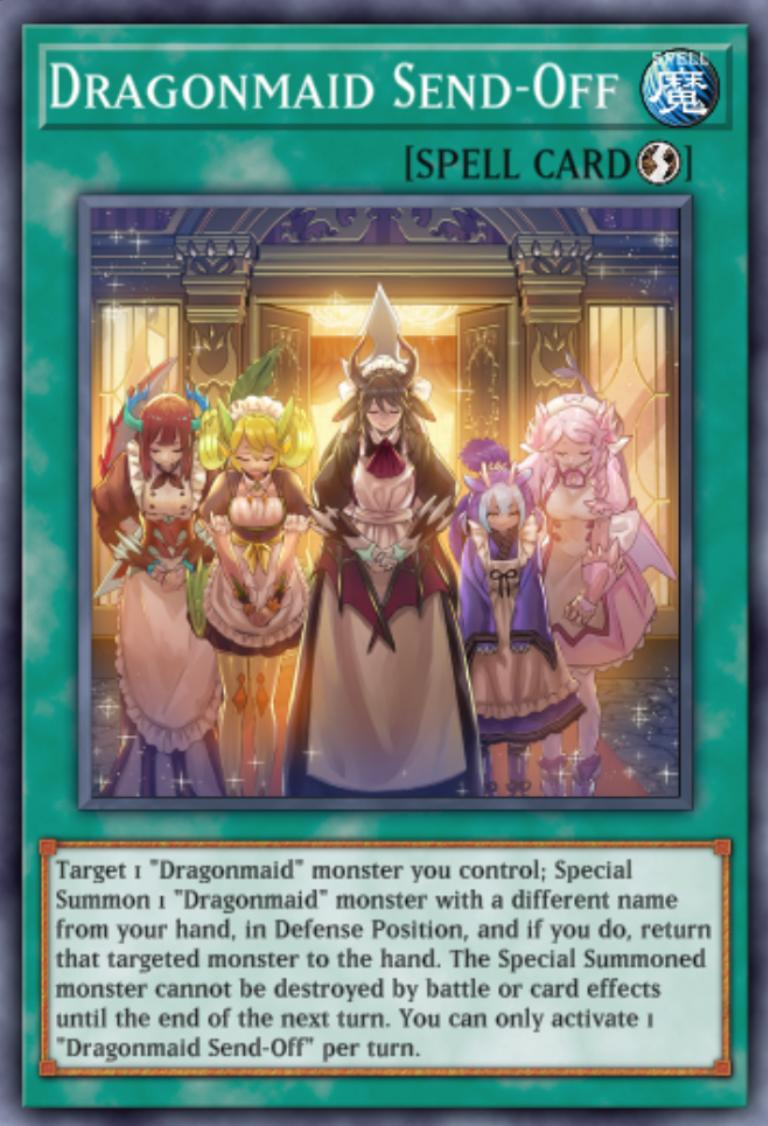 DRAGONMAID SEND-OFF
SPELL
魔
[SPELL CARD]
Target 1 "Dragonmaid" monster you control; Special
Summon 1 "Dragonmaid" monster with a different name
from your hand, in Defense Position, and if you do, return
that targeted monster to the hand. The Special Summoned
monster cannot be destroyed by battle or card effects
until the end of the next turn. You can only activate 1
"Dragonmaid Send-Off" per turn.